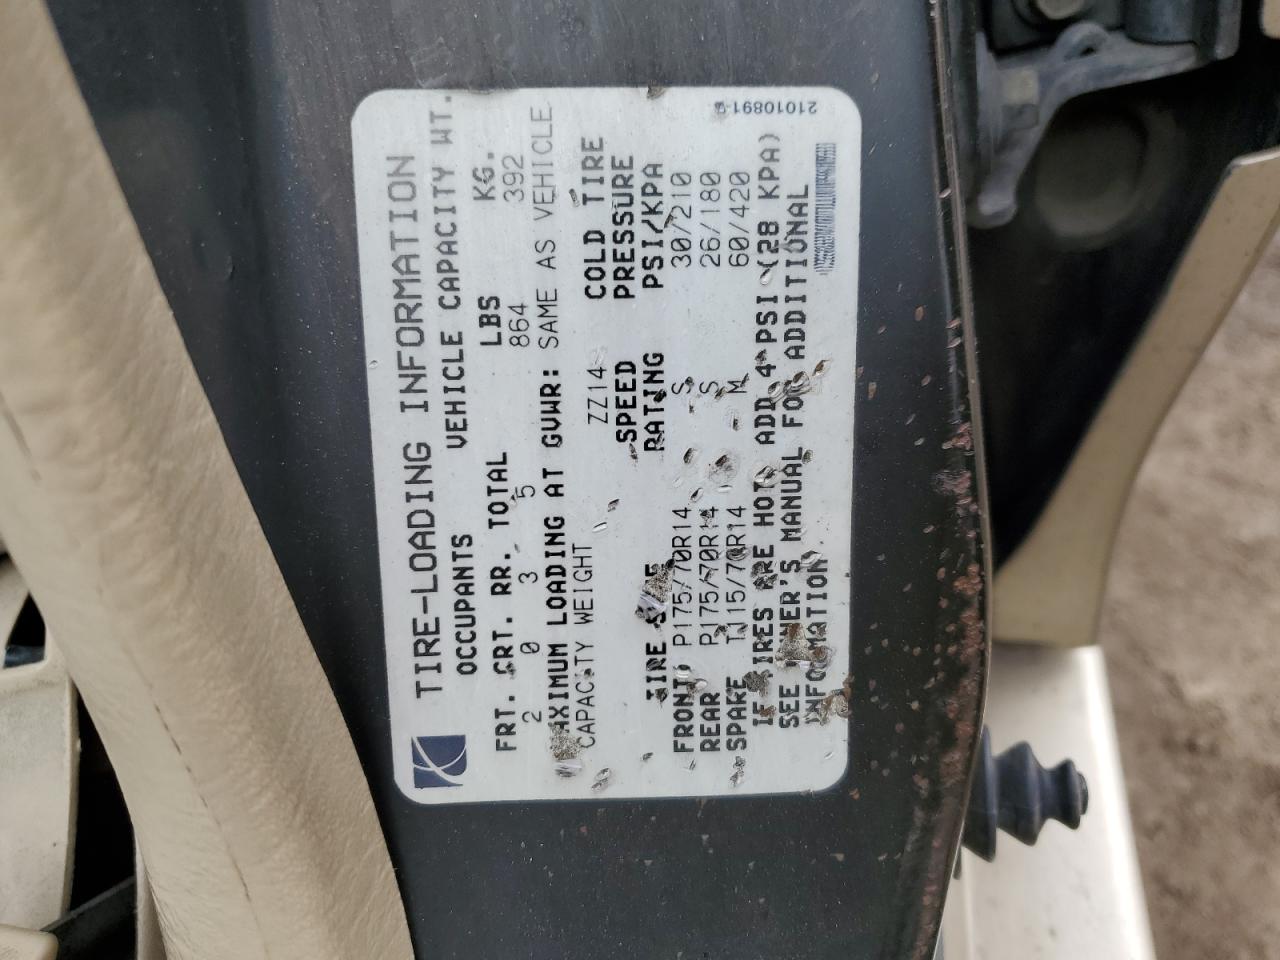 TIRE-LOADING INFORMATION
OCCUPANTS VEHICLE CAPACITY WT.
FRT. CRT. RR. TOTAL LBS KG.
2 0 3 5 864 392
MAXIMUM LOADING AT GVWR: SAME AS VEHICLE
CAPACITY WEIGHT
ZZ14 COLD TIRE
SPEED PRESSURE
TIRE SIZE RATING PSI/KPA
FRONT P175/70R14 S 30/210
REAR P175/70R14 S 26/180
SPARE T115/70R14 M 60/420
IF TIRES ARE HOT, ADD 4 PSI (28 KPA)
SEE OWNER'S MANUAL FOR ADDITIONAL
INFORMATION.
21010891-